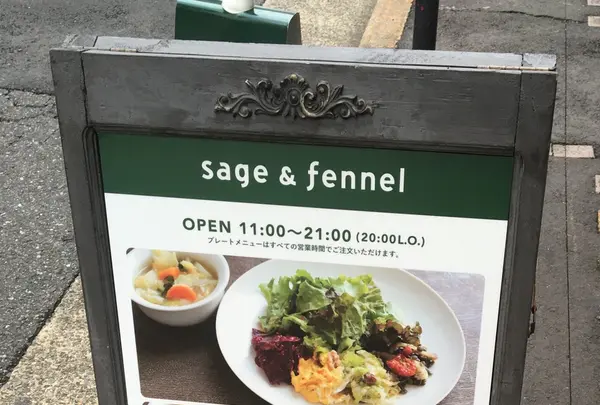 sage & fennel
OPEN 11:00〜21:00 (20:00L.O.)
プレートメニューはすべての営業時間でご注文いただけます。